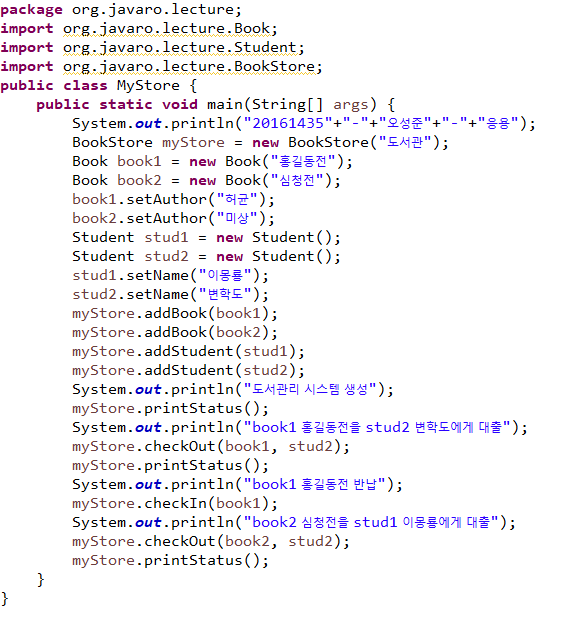 package org.javaro.lecture;
import org.javaro.lecture.Book;
import org.javaro.lecture.Student;
import org.javaro.lecture.BookStore;
public class MyStore {
    public static void main(String[] args) {
        System.out.println("20161435"+"-"+"오성준"+"-"+"응용");
        BookStore myStore = new BookStore("도서관");
        Book book1 = new Book("홍길동전");
        Book book2 = new Book("심청전");
        book1.setAuthor("허균");
        book2.setAuthor("미상");
        Student stud1 = new Student();
        Student stud2 = new Student();
        stud1.setName("이몽룡");
        stud2.setName("변학도");
        myStore.addBook(book1);
        myStore.addBook(book2);
        myStore.addStudent(stud1);
        myStore.addStudent(stud2);
        System.out.println("도서관리 시스템 생성");
        myStore.printStatus();
        System.out.println("book1 홍길동전을 stud2 변학도에게 대출");
        myStore.checkOut(book1, stud2);
        myStore.printStatus();
        System.out.println("book1 홍길동전 반납");
        myStore.checkIn(book1);
        System.out.println("book2 심청전을 stud1 이몽룡에게 대출");
        myStore.checkOut(book2, stud2);
        myStore.printStatus();
    }
}